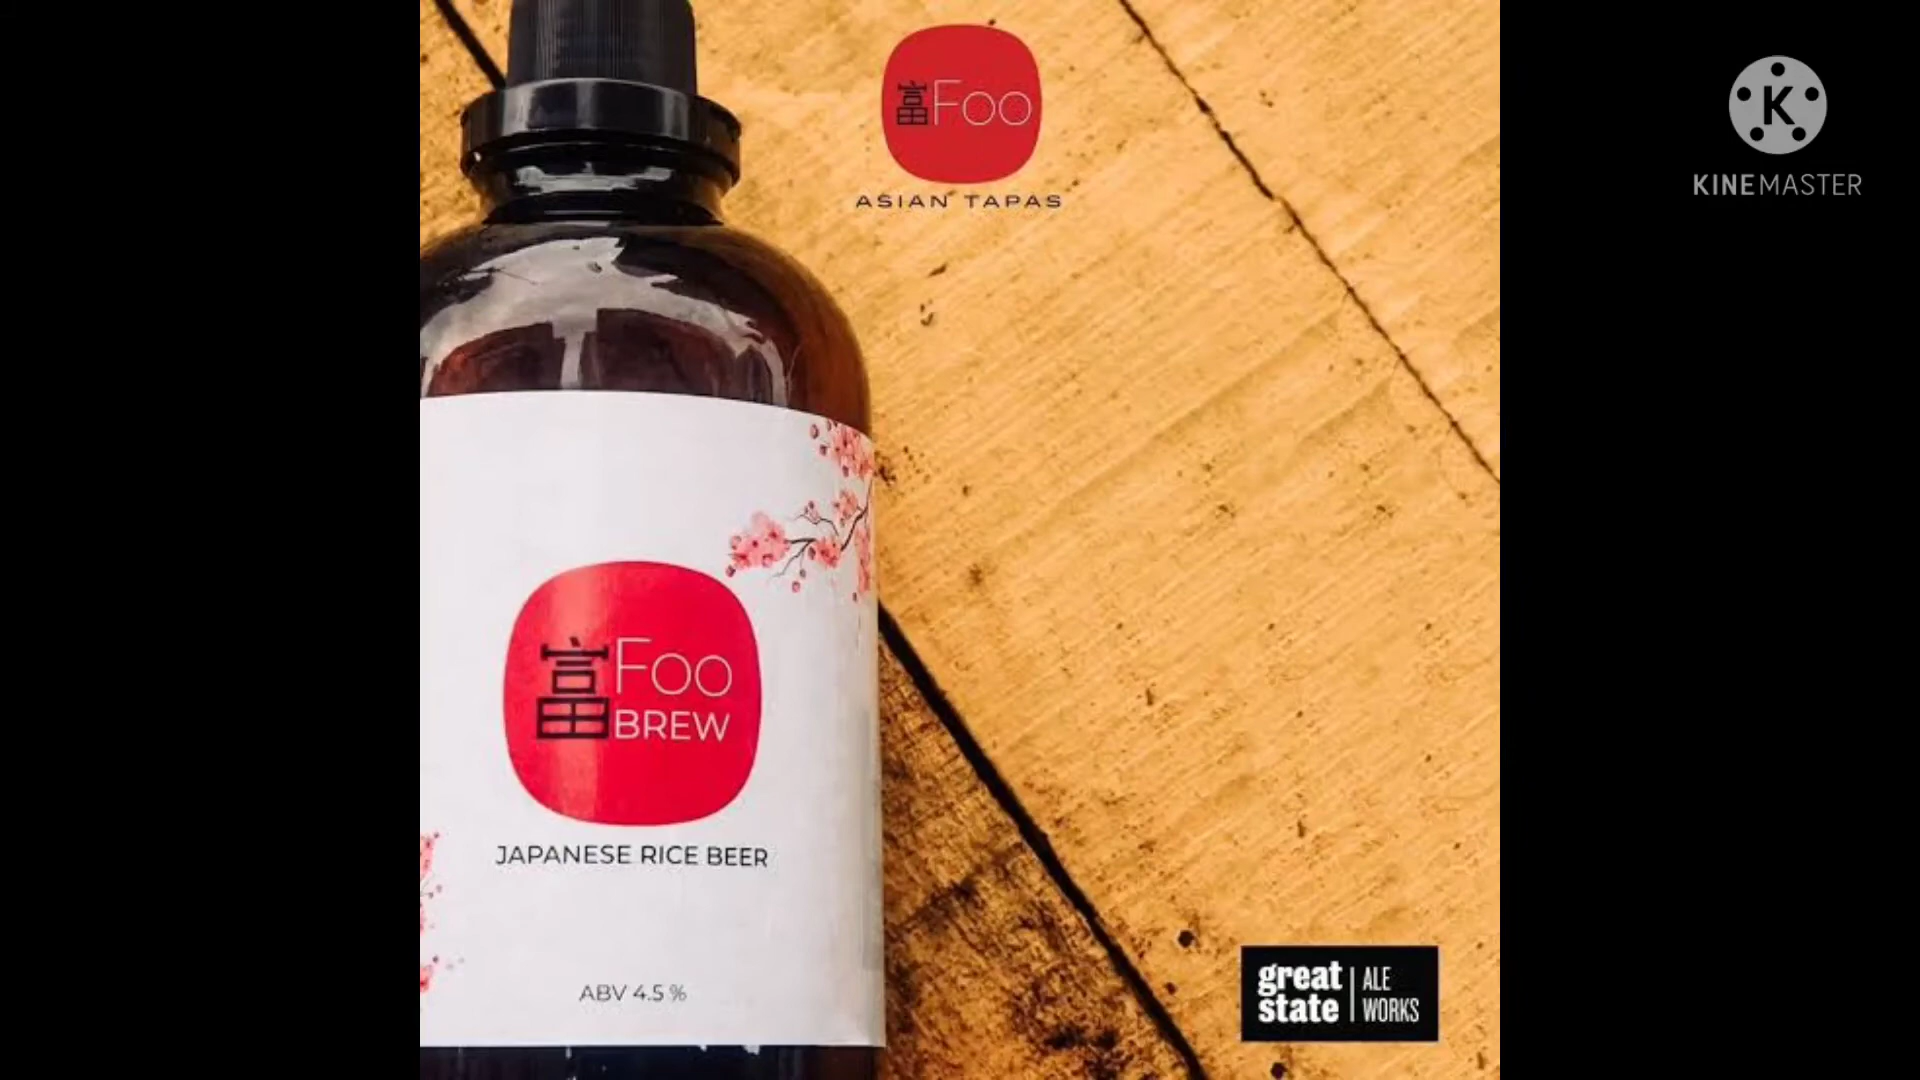 富Foo
ASIAN TAPAS
K
KINEMASTER
富Foo
BREW
JAPANESE RICE BEER
ABV 4.5 %
great state | ALE WORKS